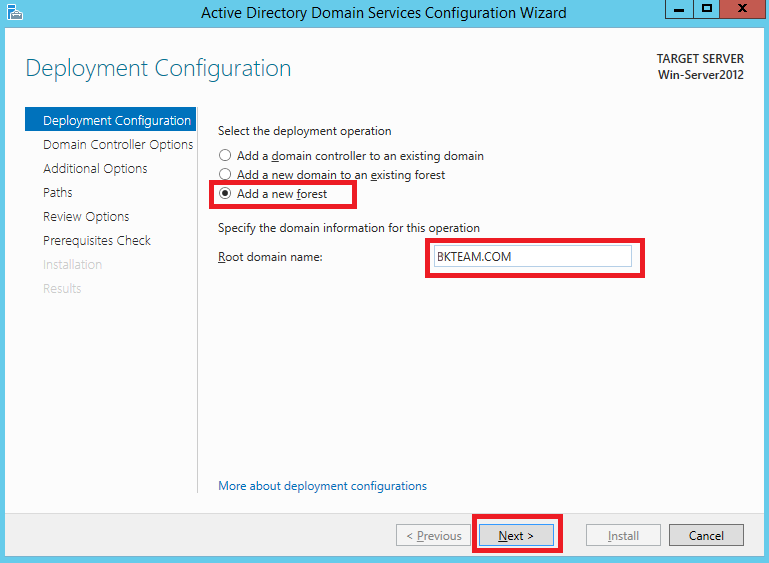 Active Directory Domain Services Configuration Wizard
Deployment Configuration
TARGET SERVER
Win-Server2012
Deployment Configuration
Domain Controller Options
Additional Options
Paths
Review Options
Prerequisites Check
Installation
Results
Select the deployment operation
Add a domain controller to an existing domain
Add a new domain to an existing forest
Add a new forest
Specify the domain information for this operation
Root domain name:
BKTEAM.COM
More about deployment configurations
< Previous
Next >
Install
Cancel